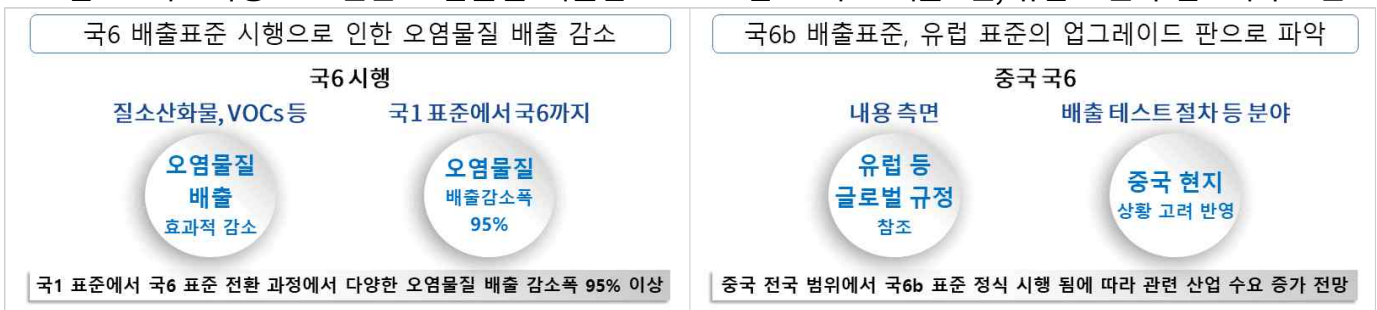 국6 배출표준 시행으로 인한 오염물질 배출 감소
국6 시행
질소산화물, VOCs 등
국1 표준에서 국6까지
오염물질
배출
효과적 감소
오염물질
배출감소폭
95%
국1 표준에서 국6 표준 전환 과정에서 다양한 오염물질 배출 감소폭 95% 이상
국6b 배출표준, 유럽 표준의 업그레이드 판으로 파악
중국 국6
내용 측면
배출 테스트 절차 등 분야
유럽 등
글로벌 규정
참조
중국 현지
상황 고려 반영
중국 전국 범위에서 국6b 표준 정식 시행 됨에 따라 관련 산업 수요 증가 전망